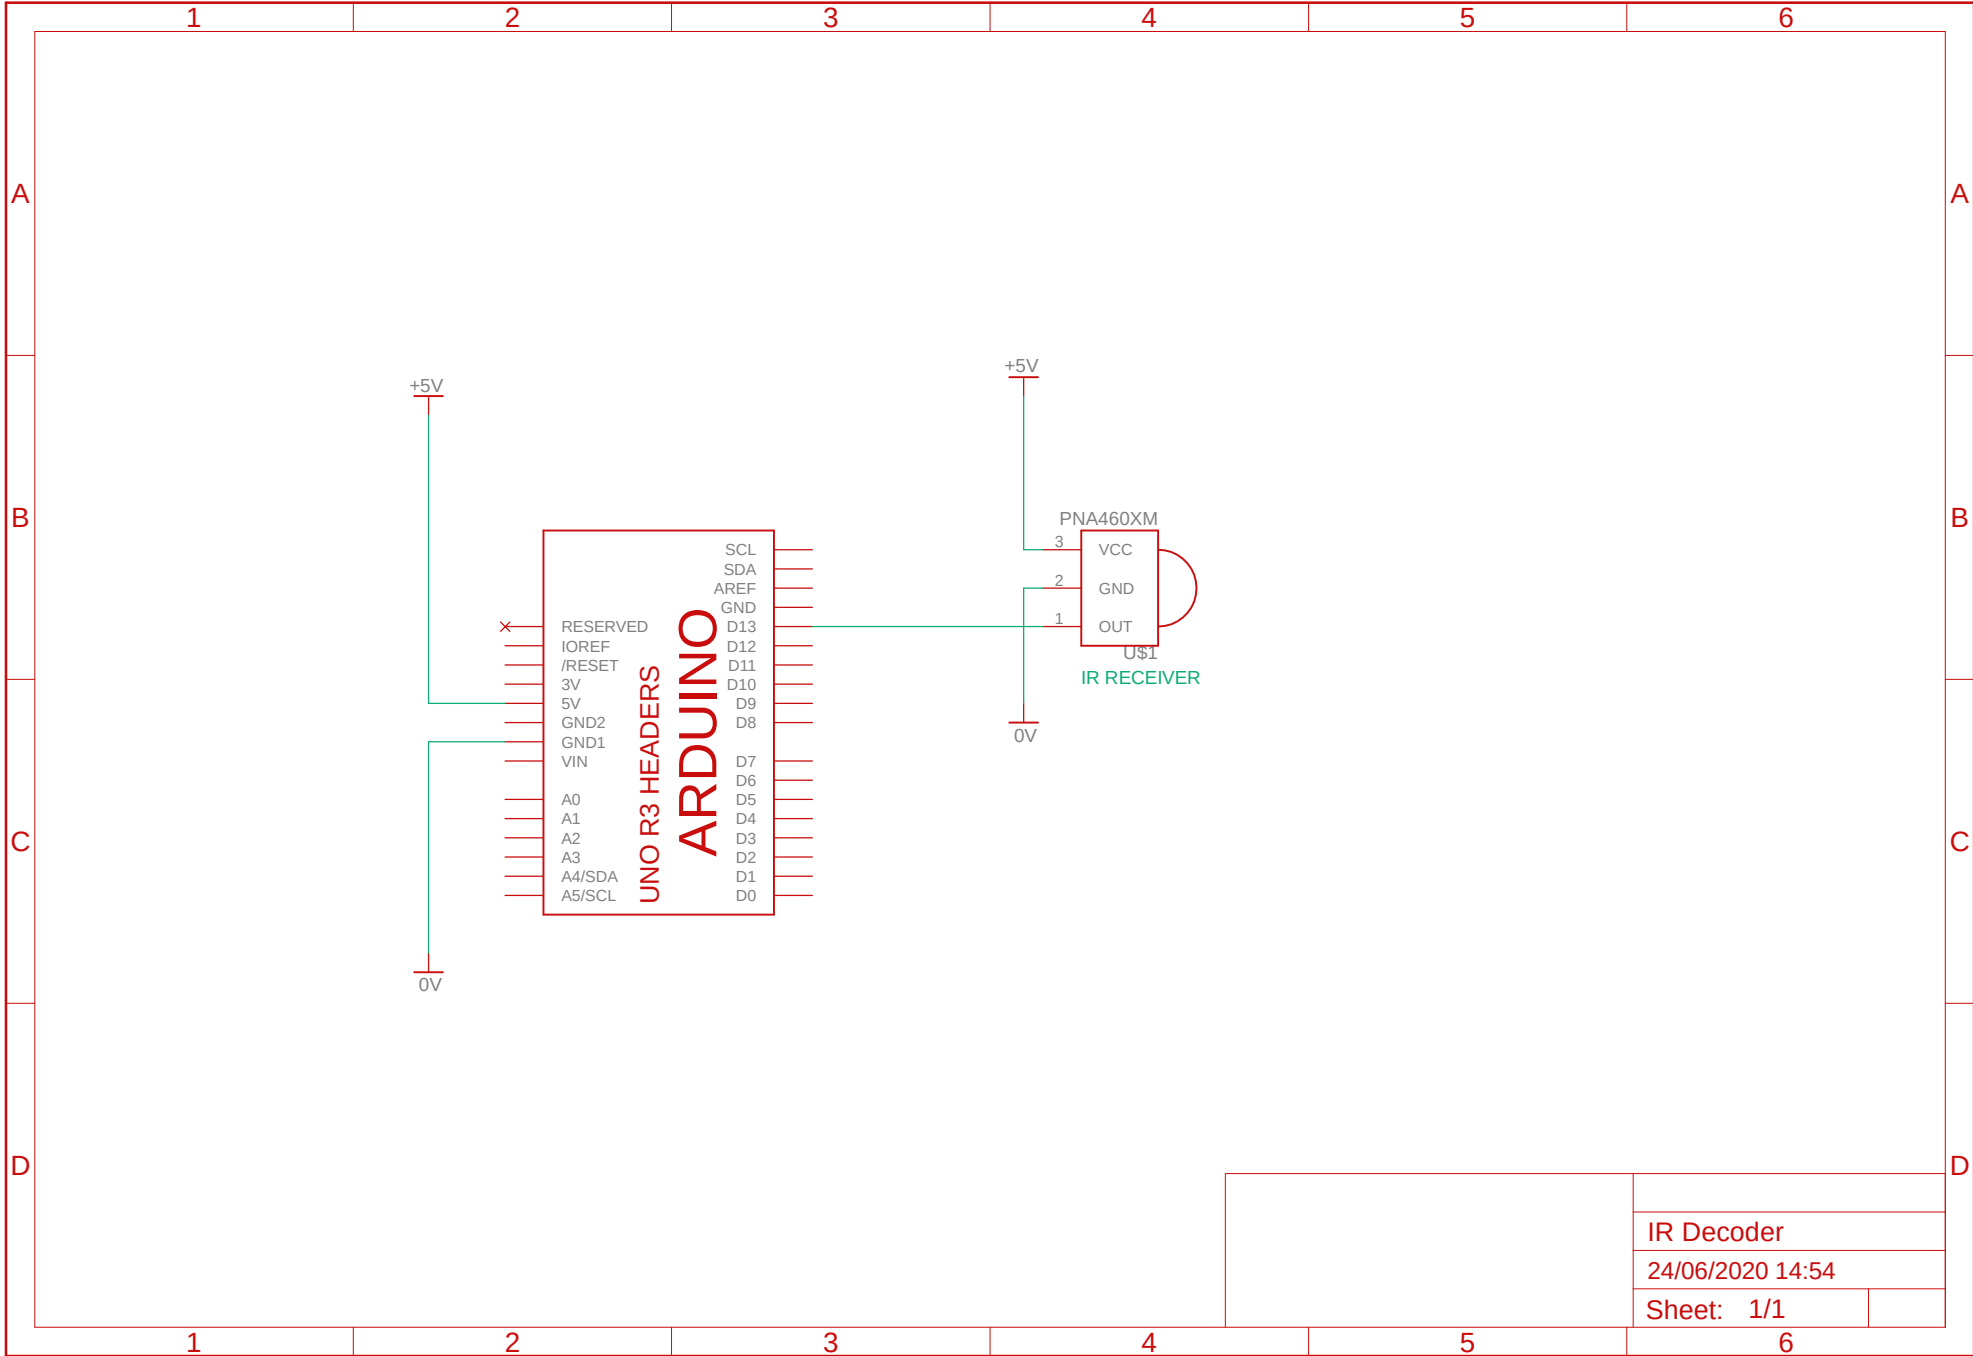 1 2 3 4 5 6
A A
+5V
+5V
B B
PNA460XM
3 VCC
2 GND
1 OUT
U$1
IR RECEIVER
0V
SCL
SDA
AREF
GND
RESERVED D13
IOREF D12
/RESET D11
3V D10
5V D9
GND2 D8
GND1
VIN D7
D6
A0 D5
A1 D4
A2 D3
A3 D2
A4/SDA D1
A5/SCL D0
UNO R3 HEADERS
ARDUINO
C C
0V
D D
IR Decoder
24/06/2020 14:54
Sheet: 1/1
1 2 3 4 5 6